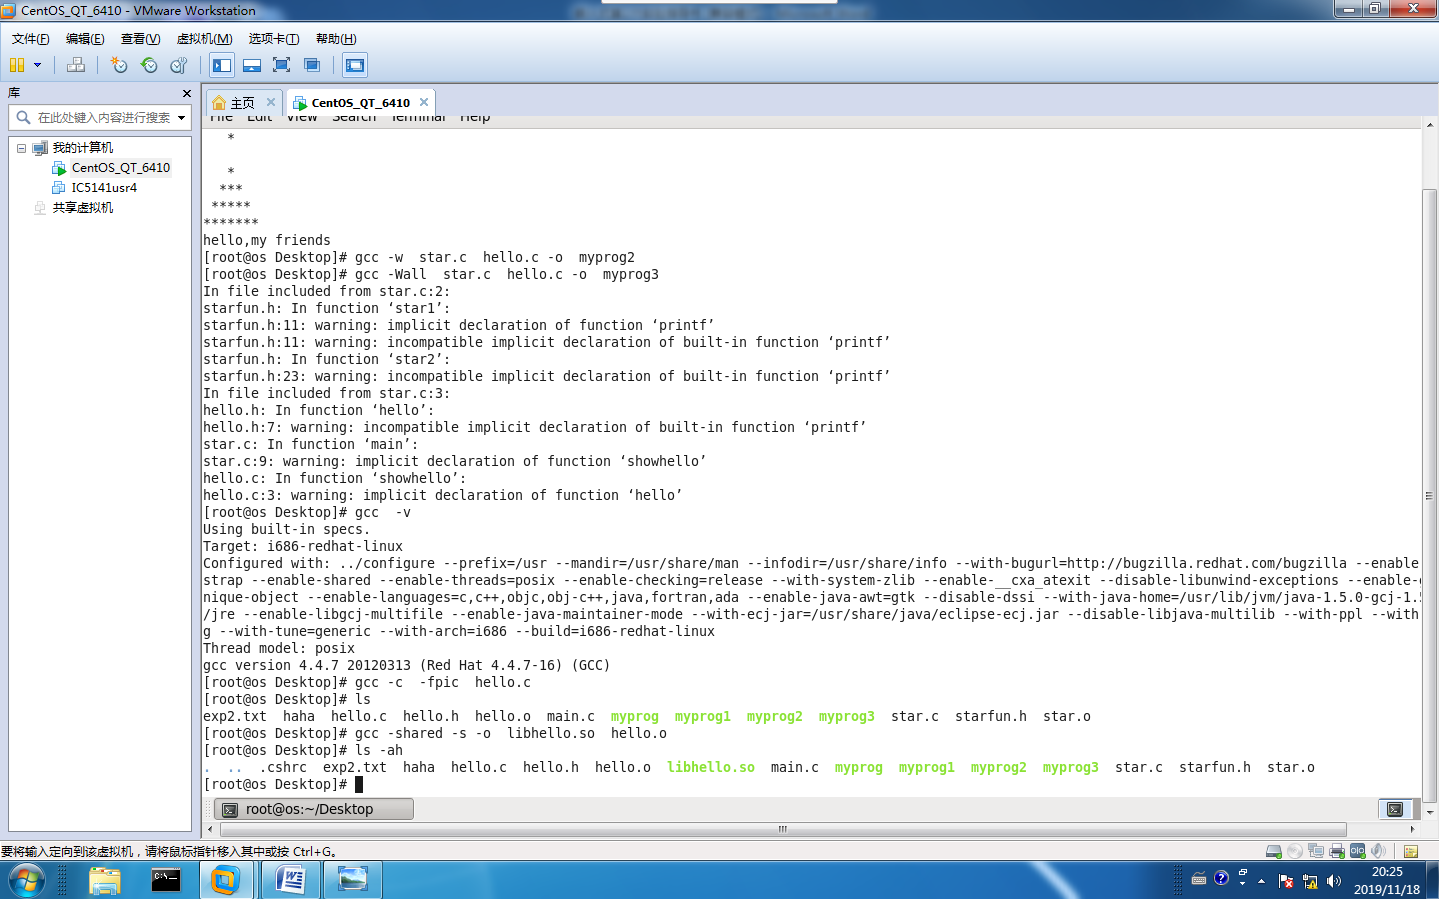 CentOS_QT_6410 - VMware Workstation
文件(F) 编辑(E) 查看(V) 虚拟机(M) 选项卡(T) 帮助(H)
库
在此处键入内容进行搜索
我的计算机
CentOS_QT_6410
IC5141usr4
共享虚拟机
主页 CentOS_QT_6410
File Edit View Search Terminal Help
*
*
***
*****
*******
hello,my friends
[root@os Desktop]# gcc -w  star.c  hello.c -o  myprog2
[root@os Desktop]# gcc -Wall  star.c  hello.c -o  myprog3
In file included from star.c:2:
starfun.h: In function ‘star1’:
starfun.h:11: warning: implicit declaration of function ‘printf’
starfun.h:11: warning: incompatible implicit declaration of built-in function ‘printf’
starfun.h: In function ‘star2’:
starfun.h:23: warning: incompatible implicit declaration of built-in function ‘printf’
In file included from star.c:3:
hello.h: In function ‘hello’:
hello.h:7: warning: incompatible implicit declaration of built-in function ‘printf’
star.c: In function ‘main’:
star.c:9: warning: implicit declaration of function ‘showhello’
hello.c: In function ‘showhello’:
hello.c:3: warning: implicit declaration of function ‘hello’
[root@os Desktop]# gcc  -v
Using built-in specs.
Target: i686-redhat-linux
Configured with: ../configure --prefix=/usr --mandir=/usr/share/man --infodir=/usr/share/info --with-bugurl=http://bugzilla.redhat.com/bugzilla --enable
strap --enable-shared --enable-threads=posix --enable-checking=release --with-system-zlib --enable-__cxa_atexit --disable-libunwind-exceptions --enable-
nique-object --enable-languages=c,c++,objc,obj-c++,java,fortran,ada --enable-java-awt=gtk --disable-dssi --with-java-home=/usr/lib/jvm/java-1.5.0-gcj-1.5
/jre --enable-libgcj-multifile --enable-java-maintainer-mode --with-ecj-jar=/usr/share/java/eclipse-ecj.jar --disable-libjava-multilib --with-ppl --with
g --with-tune=generic --with-arch=i686 --build=i686-redhat-linux
Thread model: posix
gcc version 4.4.7 20120313 (Red Hat 4.4.7-16) (GCC)
[root@os Desktop]# gcc -c  -fpic  hello.c
[root@os Desktop]# ls
exp2.txt  haha  hello.c  hello.h  hello.o  main.c  myprog  myprog1  myprog2  myprog3  star.c  starfun.h  star.o
[root@os Desktop]# gcc -shared -s -o  libhello.so  hello.o
[root@os Desktop]# ls -ah
.  ..  .cshrc  exp2.txt  haha  hello.c  hello.h  hello.o  libhello.so  main.c  myprog  myprog1  myprog2  myprog3  star.c  starfun.h  star.o
[root@os Desktop]#
root@os:~/Desktop
要将输入定向到该虚拟机，请将鼠标指针移入其中或按 Ctrl+G。
20:25
2019/11/18